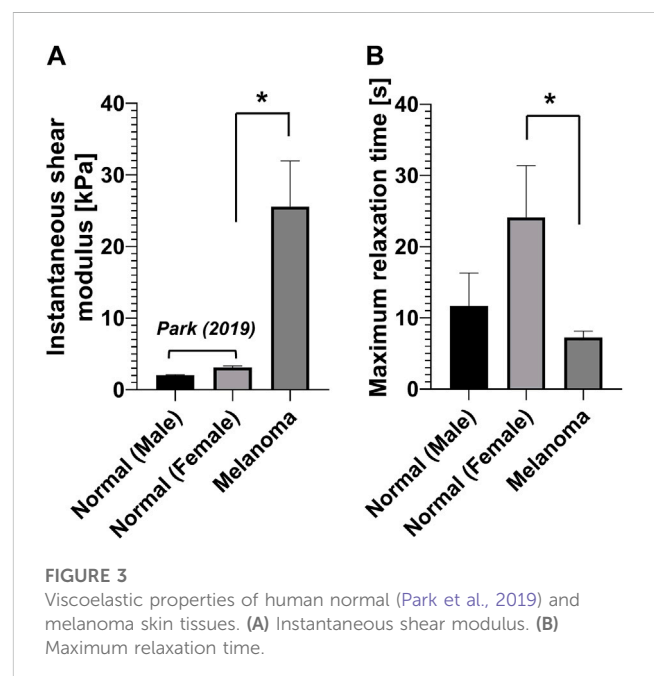 A
Instantaneous shear
modulus [kPa]
40
30
20
10
0
*
Park (2019)
Normal (Male)
Normal (Female)
Melanoma
B
Maximum relaxation time [s]
40
30
20
10
0
*
Normal (Male)
Normal (Female)
Melanoma
FIGURE 3
Viscoelastic properties of human normal (Park et al., 2019) and
melanoma skin tissues. (A) Instantaneous shear modulus. (B)
Maximum relaxation time.